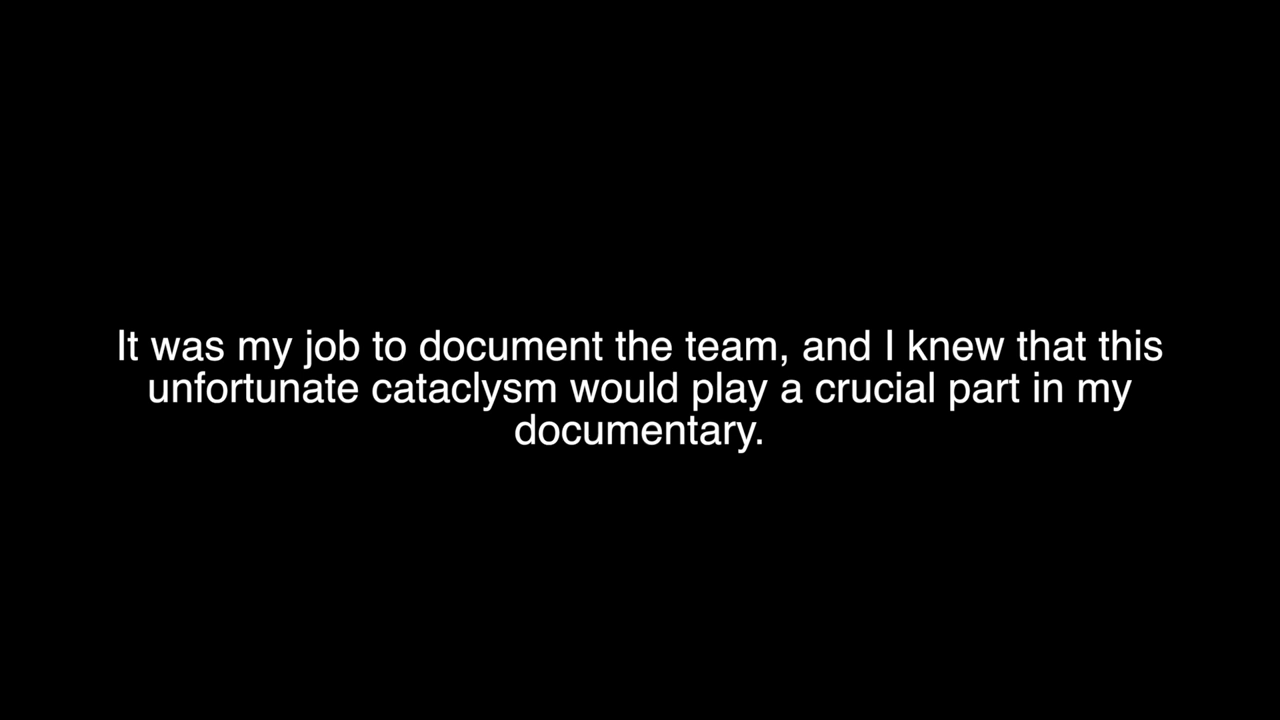 It was my job to document the team, and I knew that this
unfortunate cataclysm would play a crucial part in my
documentary.